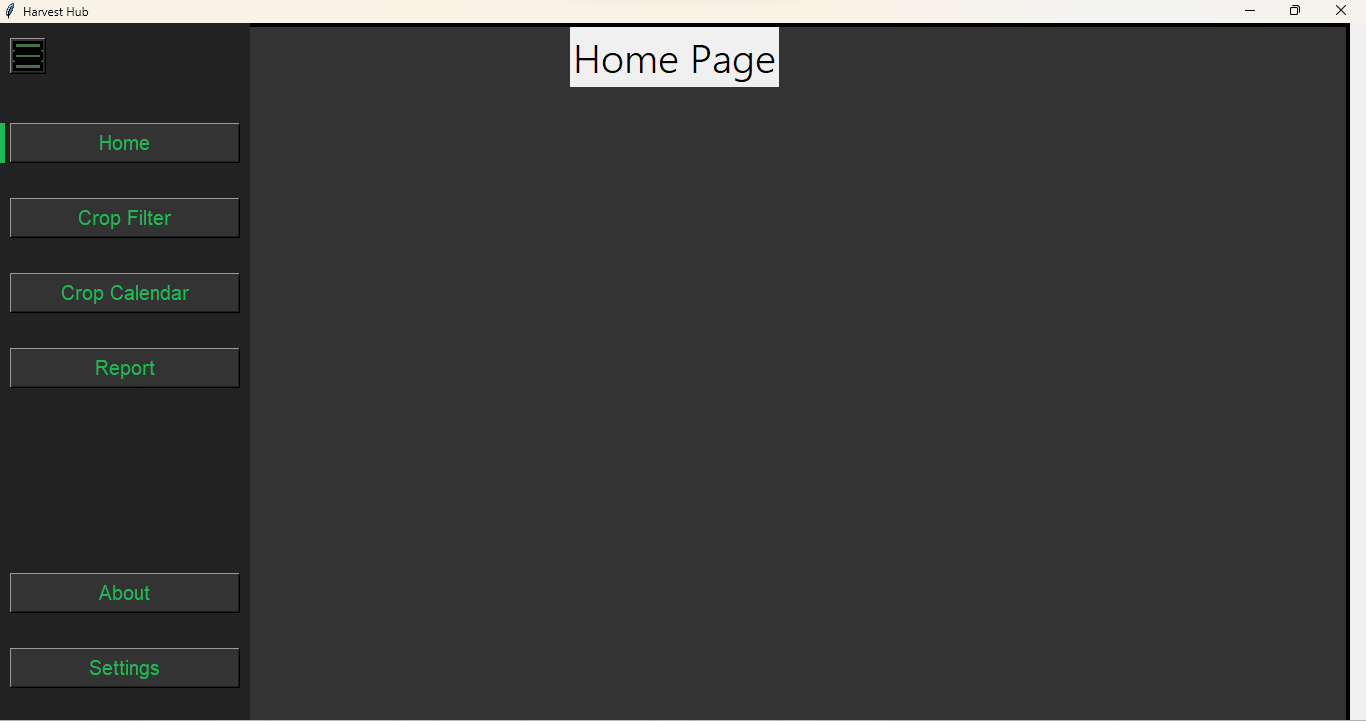 Harvest Hub
Home Page
Home
Crop Filter
Crop Calendar
Report
About
Settings